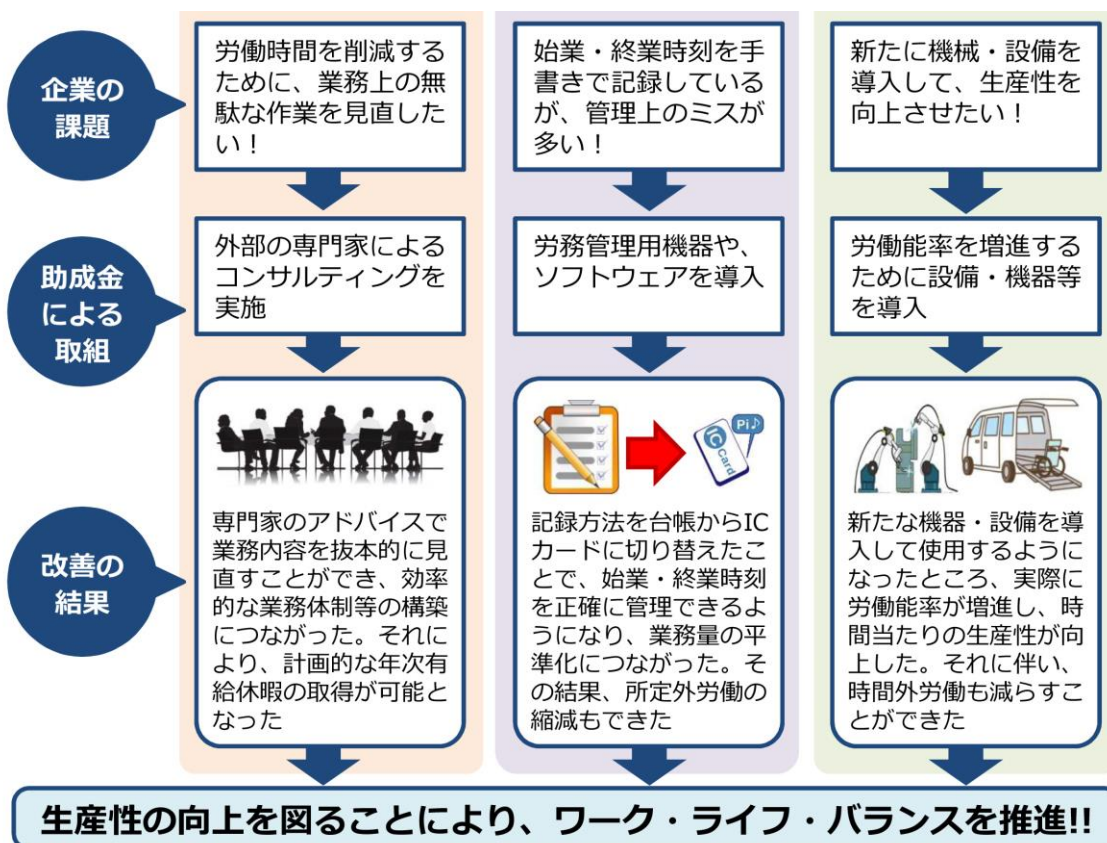 企業の
課題
労働時間を削減する
ために、業務上の無
駄な作業を見直した
い！
始業・終業時刻を手
書きで記録している
が、管理上のミスが
多い！
新たに機械・設備を
導入して、生産性を
向上させたい！
助成金
による
取組
外部の専門家による
コンサルティングを
実施
労務管理用機器や、
ソフトウェアを導入
労働能率を増進する
ために設備・機器等
を導入
改善の
結果
専門家のアドバイスで
業務内容を抜本的に見
直すことができ、効率
的な業務体制等の構築
につながった。それに
より、計画的な年次有
給休暇の取得が可能と
なった
IC
Card
Pi♪
記録方法を台帳からIC
カードに切り替えたこ
とで、始業・終業時刻
を正確に管理できるよ
うになり、業務量の平
準化につながった。そ
の結果、所定外労働の
縮減もできた
新たな機器・設備を導
入して使用するように
なったところ、実際に
労働能率が増進し、時
間当たりの生産性が向
上した。それに伴い、
時間外労働も減らすこ
とができた
生産性の向上を図ることにより、ワーク・ライフ・バランスを推進!!